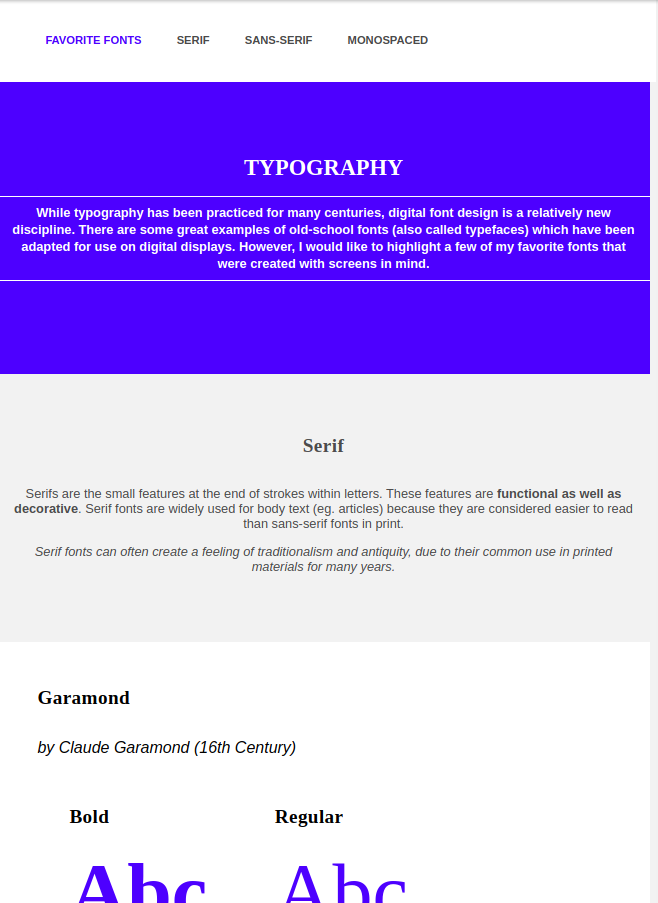 FAVORITE FONTS SERIF SANS-SERIF MONOSPACED
TYPOGRAPHY
While typography has been practiced for many centuries, digital font design is a relatively new
discipline. There are some great examples of old-school fonts (also called typefaces) which have been
adapted for use on digital displays. However, I would like to highlight a few of my favorite fonts that
were created with screens in mind.
Serif
Serifs are the small features at the end of strokes within letters. These features are functional as well as
decorative. Serif fonts are widely used for body text (eg. articles) because they are considered easier to read
than sans-serif fonts in print.
Serif fonts can often create a feeling of traditionalism and antiquity, due to their common use in printed
materials for many years.
Garamond
by Claude Garamond (16th Century)
Bold Regular
Abc Abc